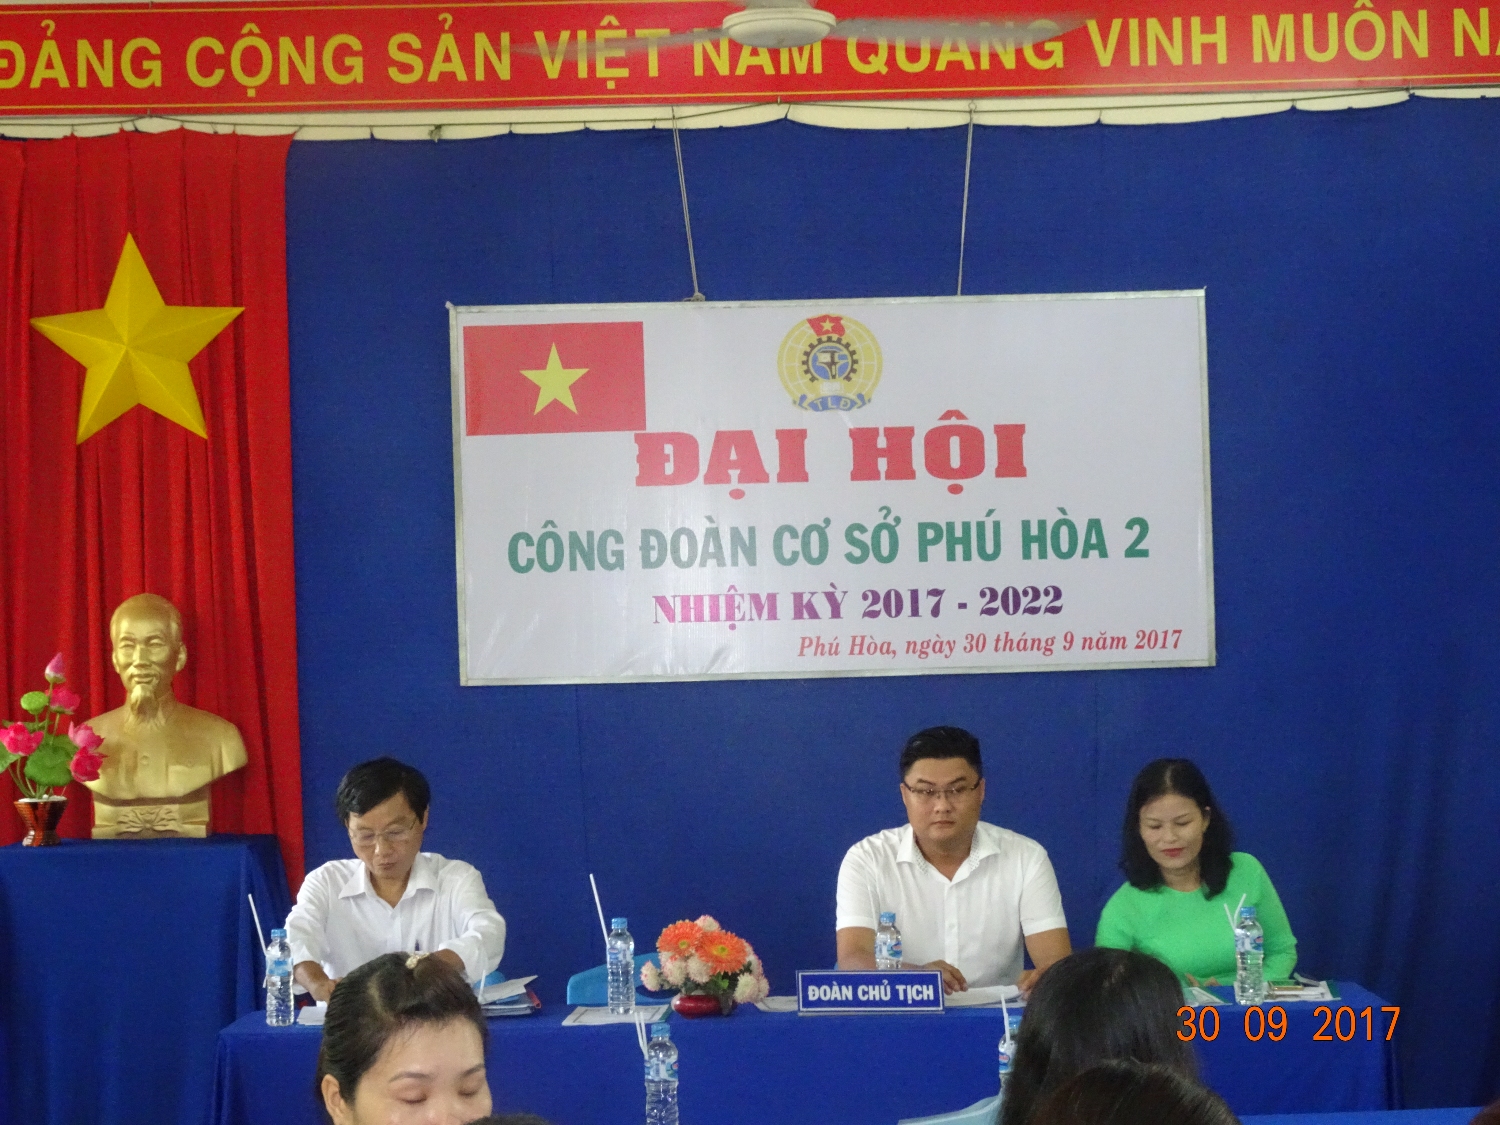 ĐẢNG CỘNG SẢN VIỆT NAM QUANG VINH MUÔN
TLĐ
ĐẠI HỘI
CÔNG ĐOÀN CƠ SỞ PHÚ HÒA 2
NHIỆM KỲ 2017 - 2022
Phú Hòa, ngày 30 tháng 9 năm 2017
ĐOÀN CHỦ TỊCH
30 09 2017